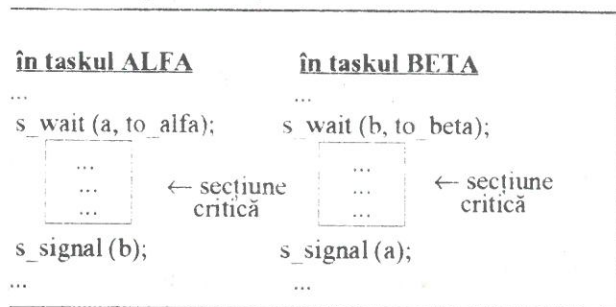 în taskul ALFA
...
s_wait (a, to_alfa);
...
...
...
← secțiune
critică
s_signal (b);
...
în taskul BETA
...
s_wait (b, to_beta);
...
...
...
← secțiune
critică
s_signal (a);
...